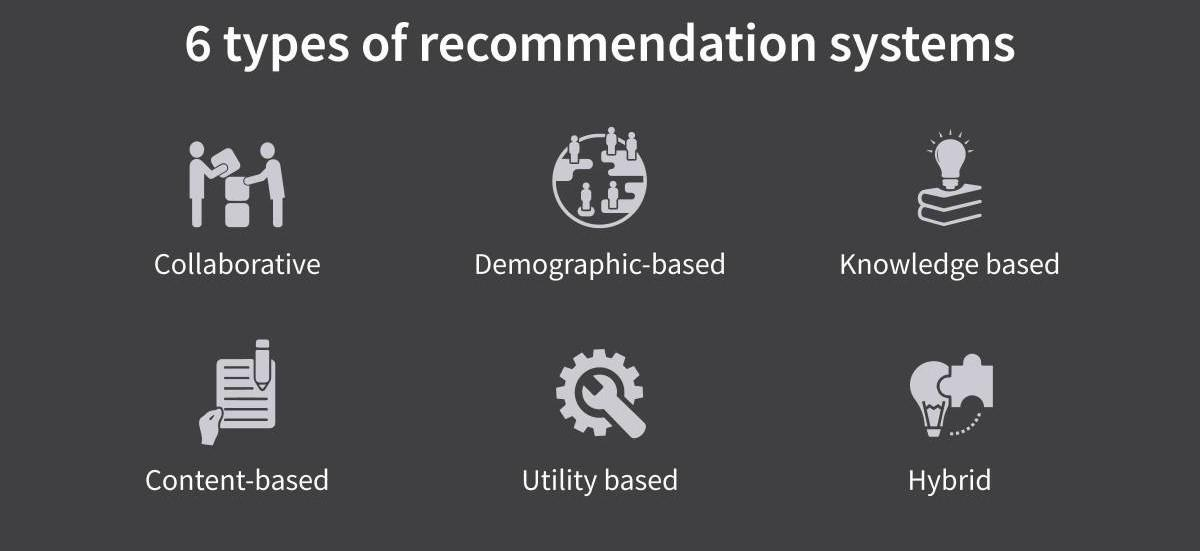 6 types of recommendation systems
Collaborative
Demographic-based
Knowledge based
Content-based
Utility based
Hybrid